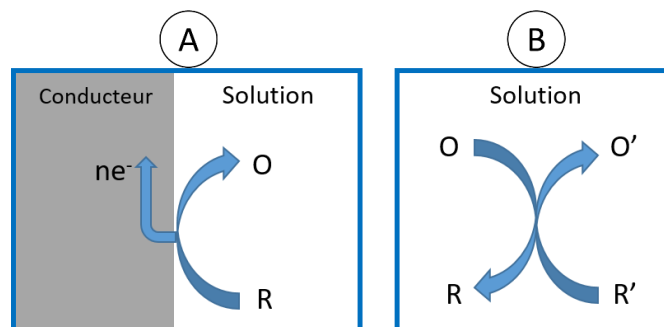 A
B
Conducteur
Solution
Solution
ne⁻
O
R
O
O'
R
R'